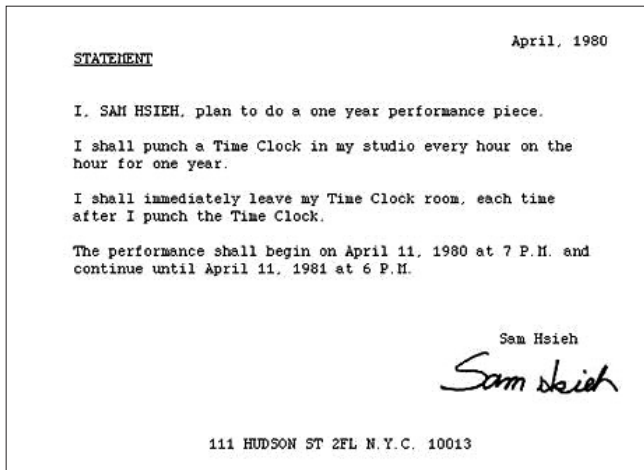 April, 1980
STATEMENT
I, SAM HSIEH, plan to do a one year performance piece.
I shall punch a Time Clock in my studio every hour on the
hour for one year.
I shall immediately leave my Time Clock room, each time
after I punch the Time Clock.
The performance shall begin on April 11, 1980 at 7 P.M. and
continue until April 11, 1981 at 6 P.M.
Sam Hsieh
Sam Hsieh
111 HUDSON ST 2FL N.Y.C. 10013